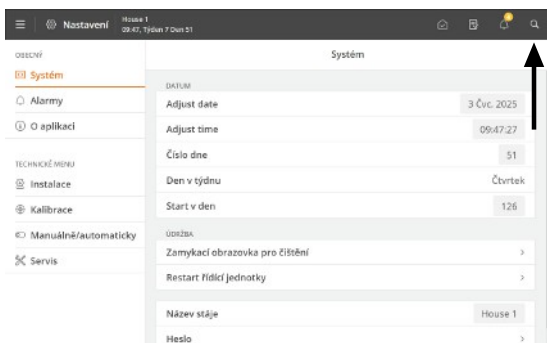 Nastavení
House 1
09:47, Týden 7 Den 51
OBECNÝ
Systém
Alarmy
O aplikaci
TECHNICKÉ MENU
Instalace
Kalibrace
Manuálně/automaticky
Servis
Systém
DATUM
Adjust date 3 Čvc. 2025
Adjust time 09:47:27
Číslo dne 51
Den v týdnu Čtvrtek
Start v den 126
ÚDRŽBA
Zamykací obrazovka pro čištění
Restart řídící jednotky
Název stáje House 1
Heslo